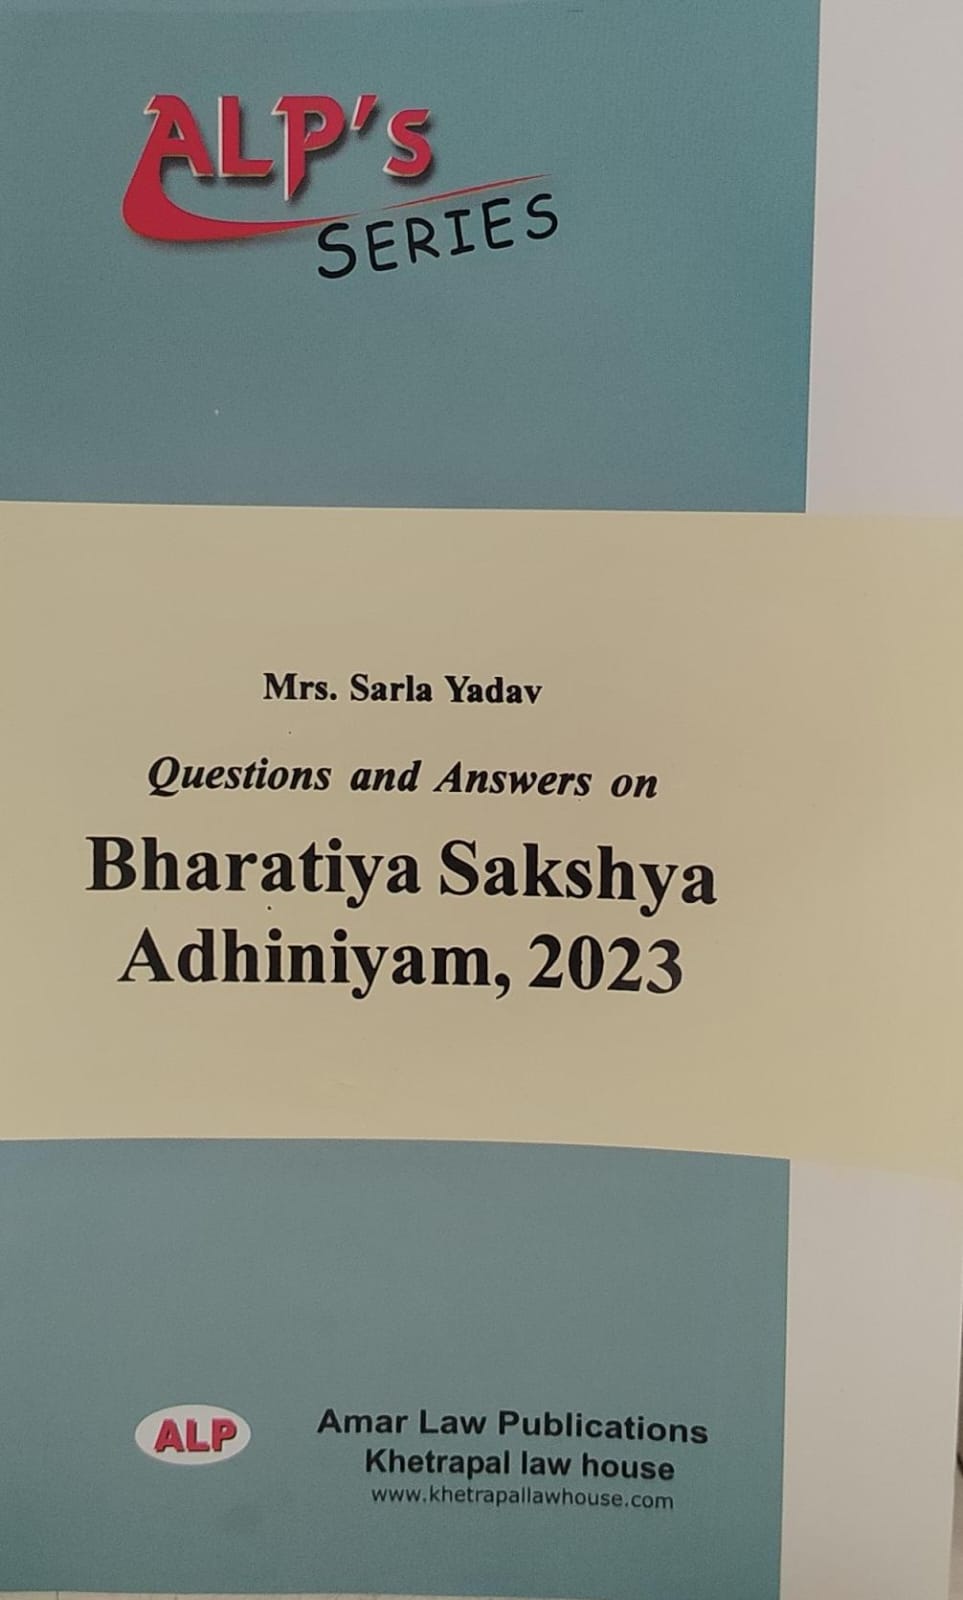 ALP's
SERIES
Mrs. Sarla Yadav
Questions and Answers on
Bharatiya Sakshya
Adhiniyam, 2023
ALP
Amar Law Publications
Khetrapal law house
www.khetrapallawhouse.com